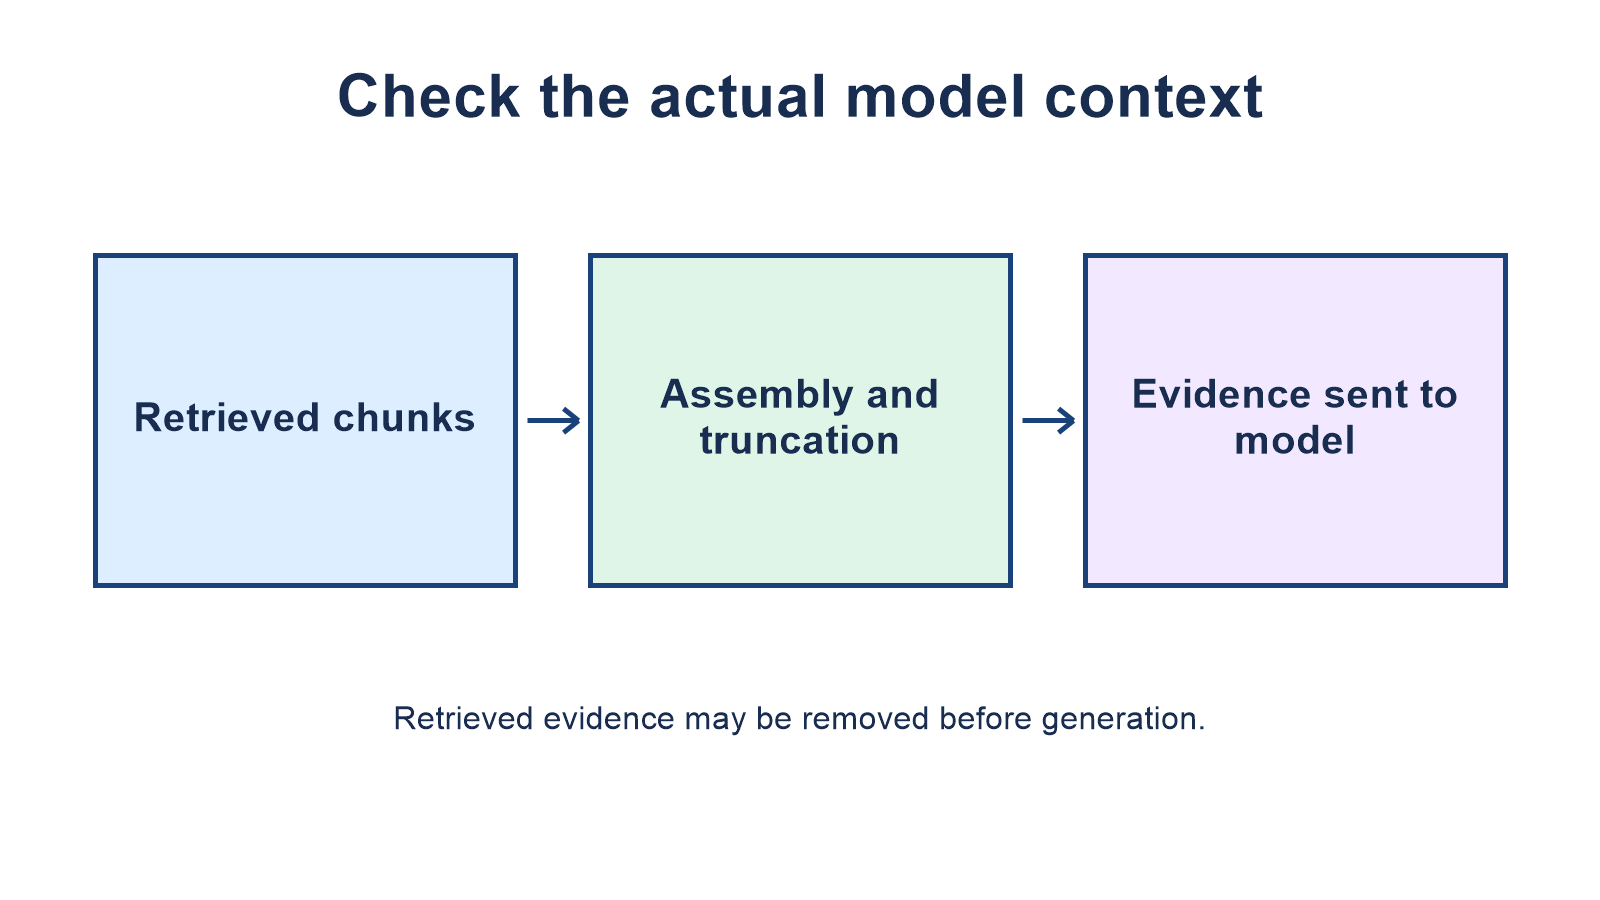 Check the actual model context
Retrieved chunks
Assembly and
truncation
Evidence sent to
model
Retrieved evidence may be removed before generation.